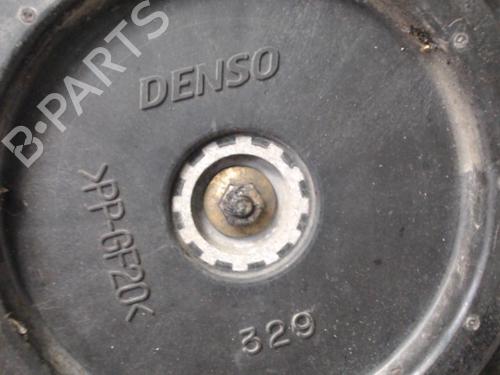 B-PARTS
DENSO
>PP-GF20<
329